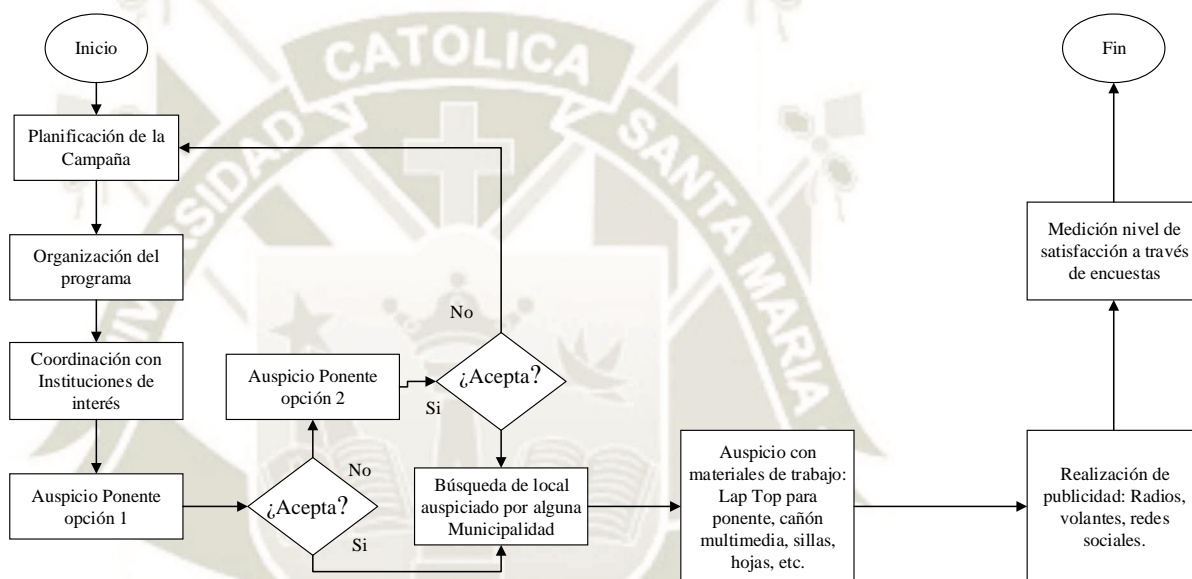 Inicio
Planificación de la
Campaña
Organización del
programa
Coordinación con
Instituciones de
interés
Auspicio Ponente
opción 1
¿Acepta?
No
Si
Auspicio Ponente
opción 2
¿Acepta?
No
Si
Búsqueda de local
auspiciado por alguna
Municipalidad
Auspicio con
materiales de trabajo:
Lap Top para
ponente, cañón
multimedia, sillas,
hojas, etc.
Realización de
publicidad: Radios,
volantes, redes
sociales.
Medición nivel de
satisfacción a través
de encuestas
Fin
UNIVERSIDAD CATOLICA SANTA MARIA